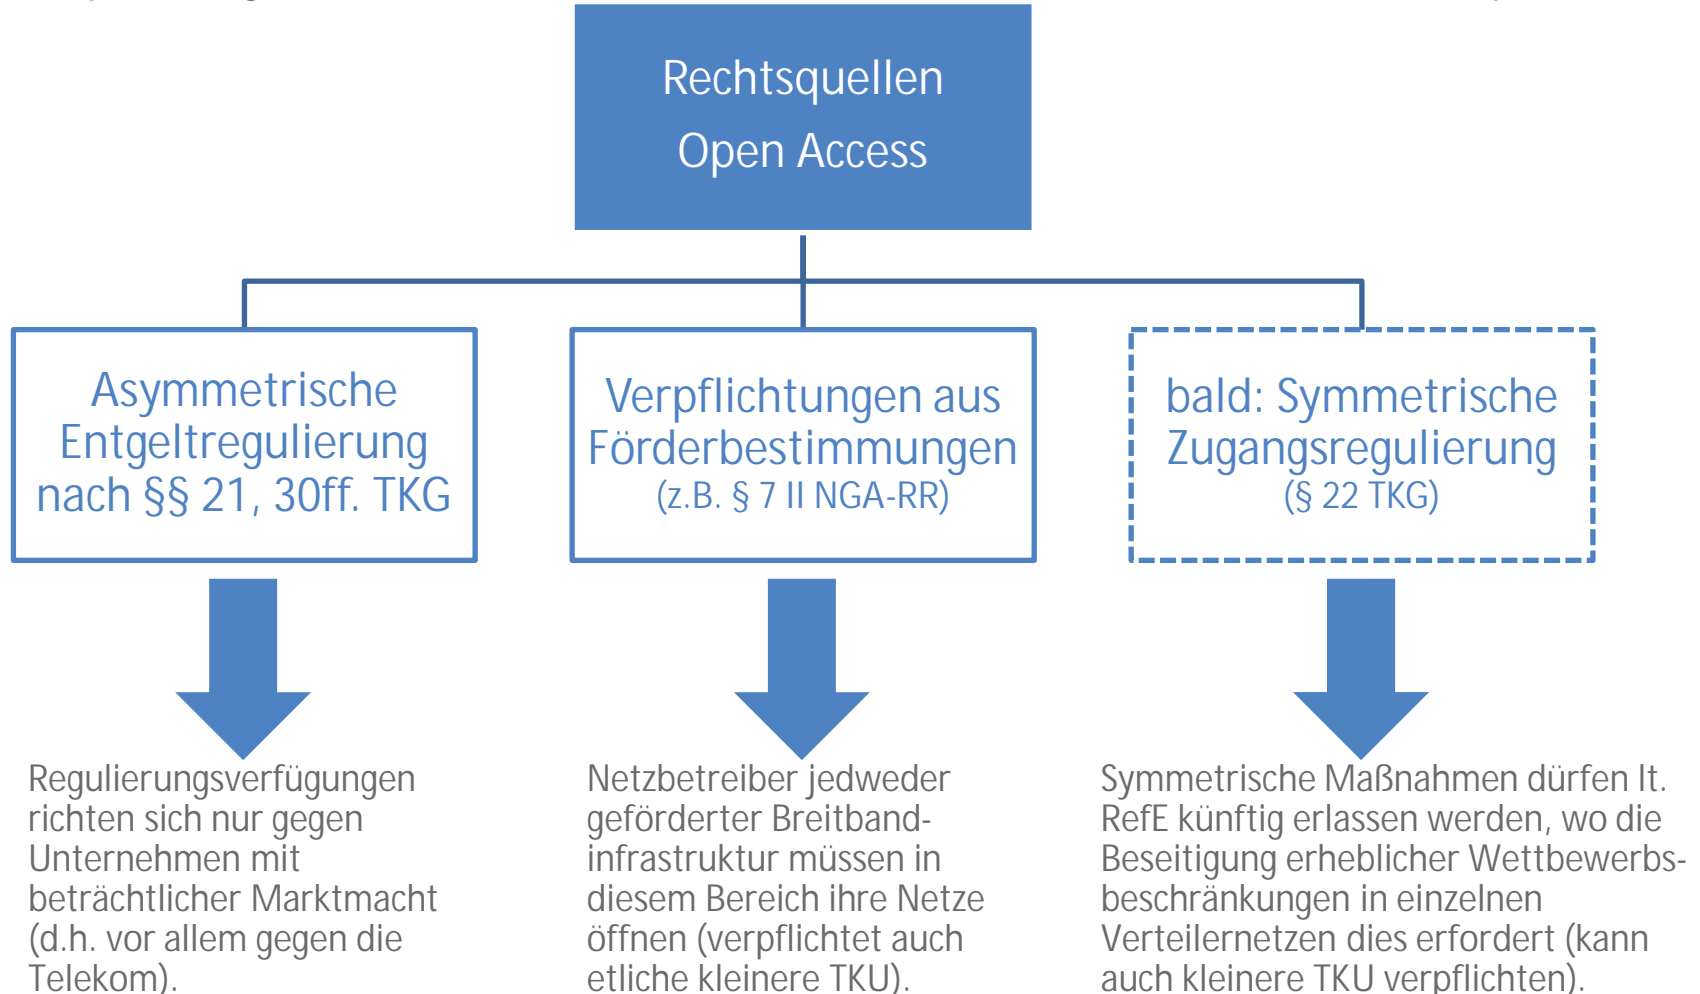 Rechtsquellen
Open Access
Asymmetrische
Entgeltregulierung
nach §§ 21, 30ff. TKG
Verpflichtungen aus
Förderbestimmungen
(z.B. § 7 II NGA-RR)
bald: Symmetrische
Zugangsregulierung
(§ 22 TKG)
Regulierungsverfügungen
richten sich nur gegen
Unternehmen mit
beträchtlicher Marktmacht
(d.h. vor allem gegen die
Telekom).
Netzbetreiber jedweder
geförderter Breitband-
infrastruktur müssen in
diesem Bereich ihre Netze
öffnen (verpflichtet auch
etliche kleinere TKU).
Symmetrische Maßnahmen dürfen lt.
RefE künftig erlassen werden, wo die
Beseitigung erheblicher Wettbewerbs-
beschränkungen in einzelnen
Verteilernetzen dies erfordert (kann
auch kleinere TKU verpflichten).